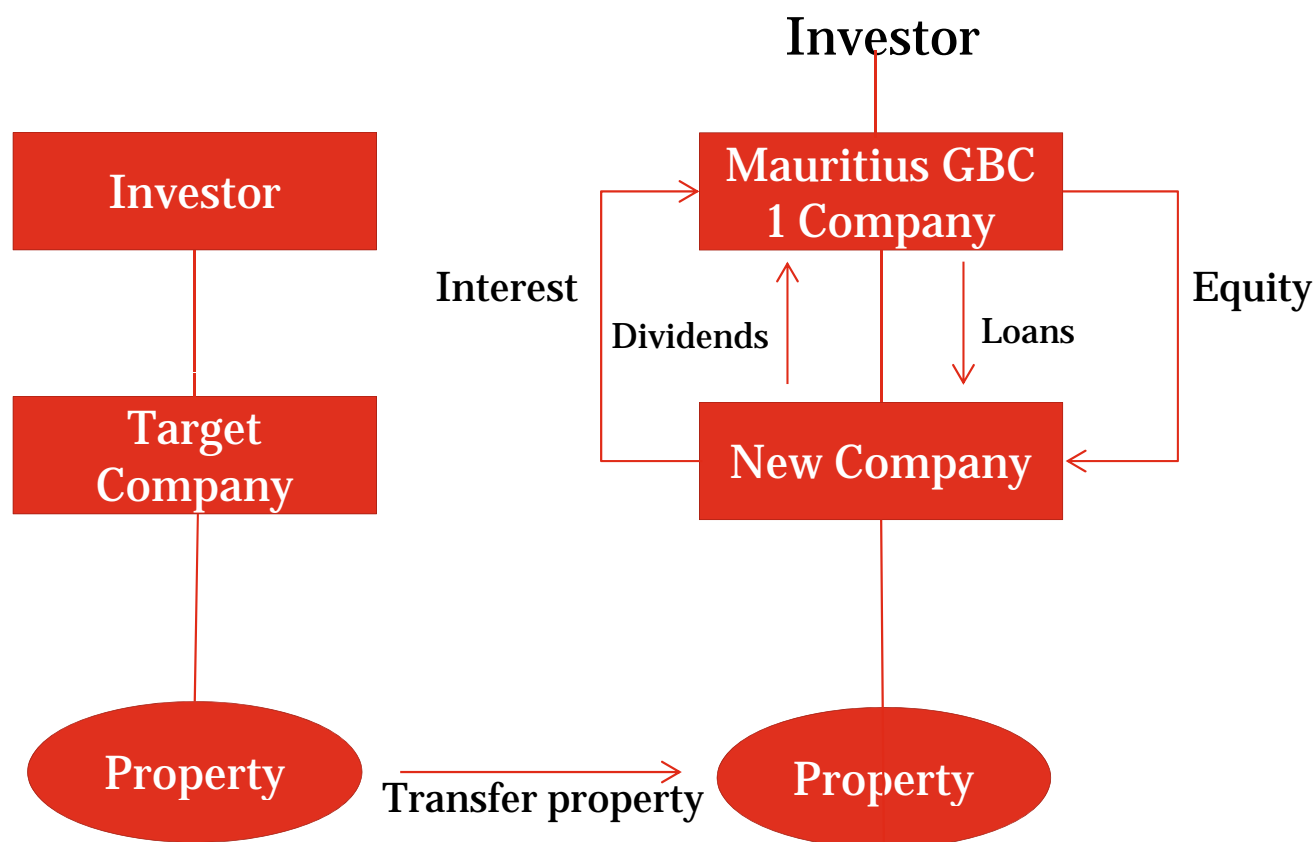 Investor
Investor
Mauritius GBC
1 Company
Interest
Equity
Dividends
Loans
Target
Company
New Company
Property
Property
Transfer property